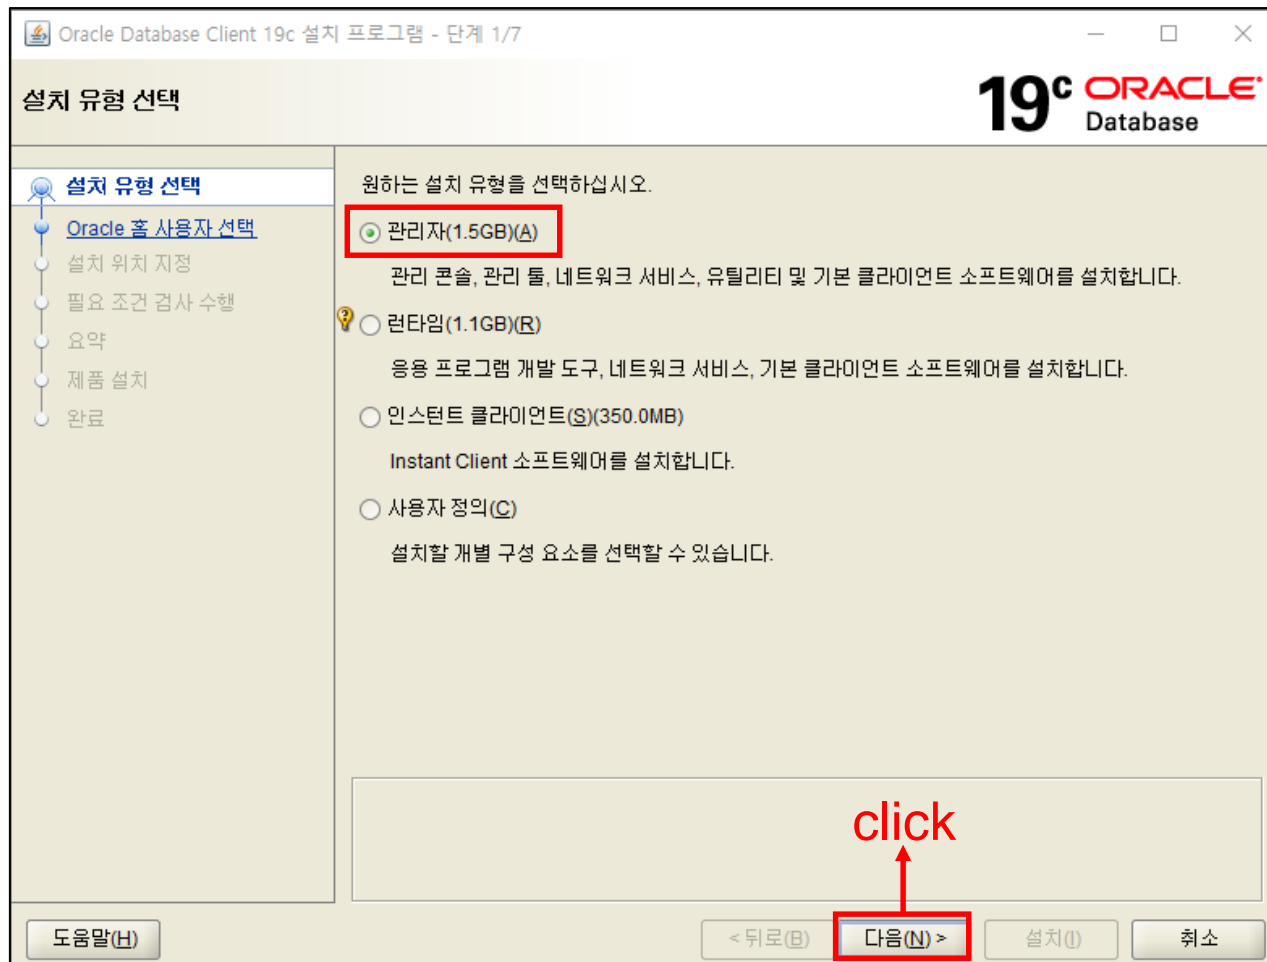 Oracle Database Client 19c 설치 프로그램 - 단계 1/7
설치 유형 선택
19c ORACLE
Database
설치 유형 선택
Oracle 홈 사용자 선택
설치 위치 지정
필요 조건 검사 수행
요약
제품 설치
완료
원하는 설치 유형을 선택하십시오.
관리자(1.5GB)(A)
관리 콘솔, 관리 툴, 네트워크 서비스, 유틸리티 및 기본 클라이언트 소프트웨어를 설치합니다.
런타임(1.1GB)(R)
응용 프로그램 개발 도구, 네트워크 서비스, 기본 클라이언트 소프트웨어를 설치합니다.
인스턴트 클라이언트(S)(350.0MB)
Instant Client 소프트웨어를 설치합니다.
사용자 정의(C)
설치할 개별 구성 요소를 선택할 수 있습니다.
click
도움말(H)
< 뒤로(B)
다음(N) >
설치(I)
취소